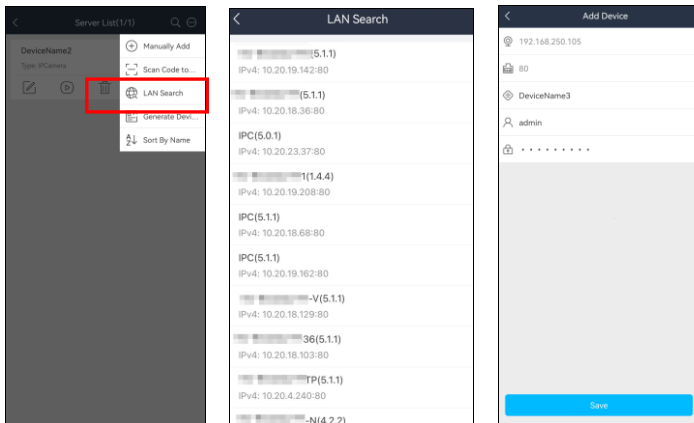 Server List(1/1)
DeviceName2
Type: IPCamera
Manually Add
Scan Code to...
LAN Search
Generate Devi...
Sort By Name
LAN Search
(5.1.1)
IPv4: 10.20.19.142:80
(5.1.1)
IPv4: 10.20.18.36:80
IPC(5.0.1)
IPv4: 10.20.23.37:80
1(1.4.4)
IPv4: 10.20.19.208:80
IPC(5.1.1)
IPv4: 10.20.18.68:80
IPC(5.1.1)
IPv4: 10.20.19.162:80
-V(5.1.1)
IPv4: 10.20.18.129:80
36(5.1.1)
IPv4: 10.20.18.103:80
TP(5.1.1)
IPv4: 10.20.4.240:80
-N(4.2.2)
Add Device
192.168.250.105
80
DeviceName3
admin
Save